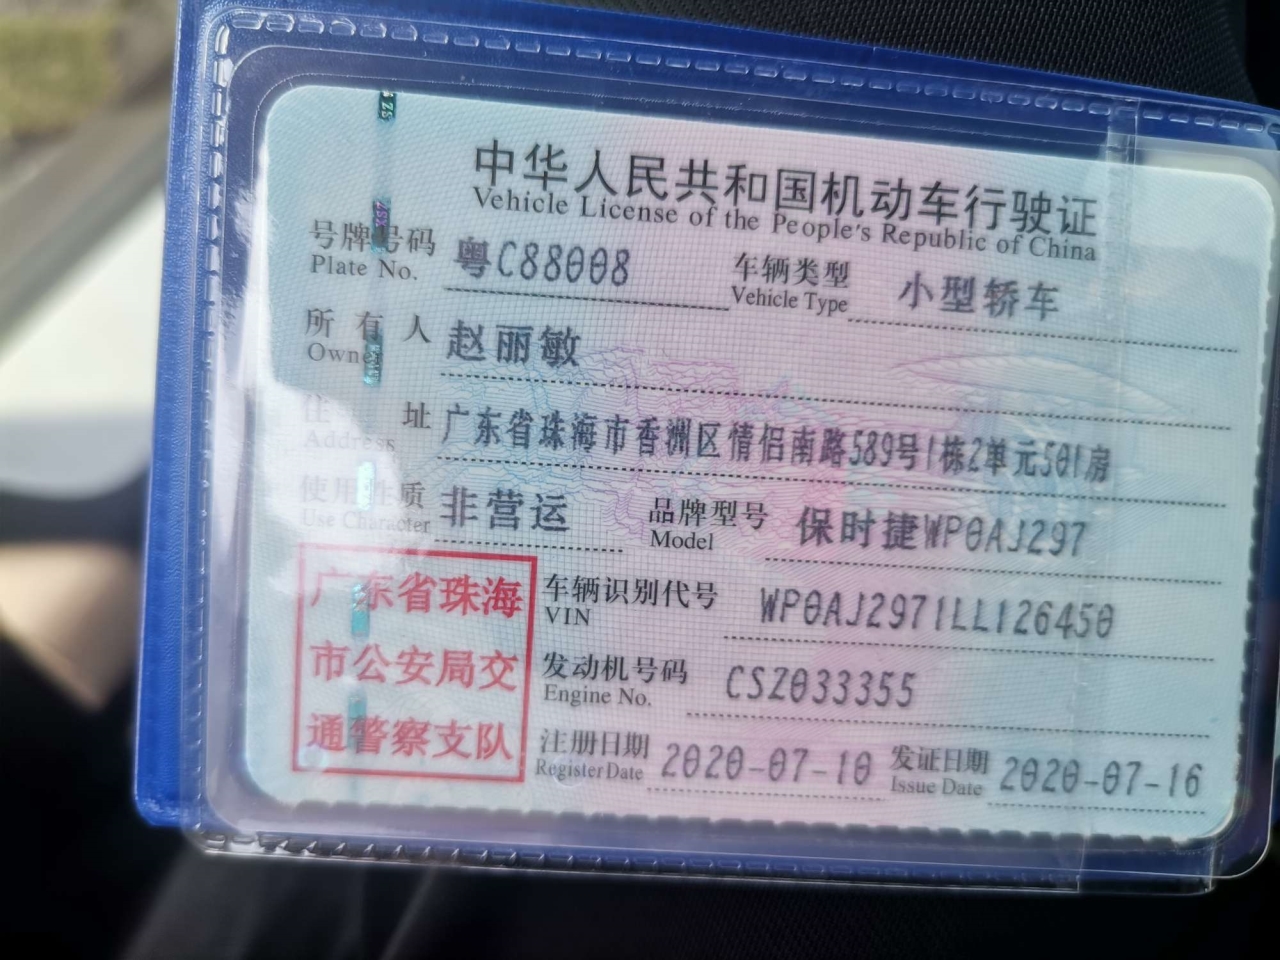 中华人民共和国机动车行驶证
Vehicle License of the People's Republic of China
号牌号码 粤C88008 车辆类型 小型轿车
Plate No. Vehicle Type
所有人 赵丽敏
Owner
住址 广东省珠海市香洲区情侣南路589号1栋2单元501房
Address
使用性质 非营运 品牌型号 保时捷WP0AJ297
Use Character Model
广东省珠海 车辆识别代号 WP0AJ2971LL126450
VIN
市公安局交 发动机号码 CSZ033355
Engine No.
通警察支队 注册日期 2020-07-10 发证日期 2020-07-16
Register Date Issue Date